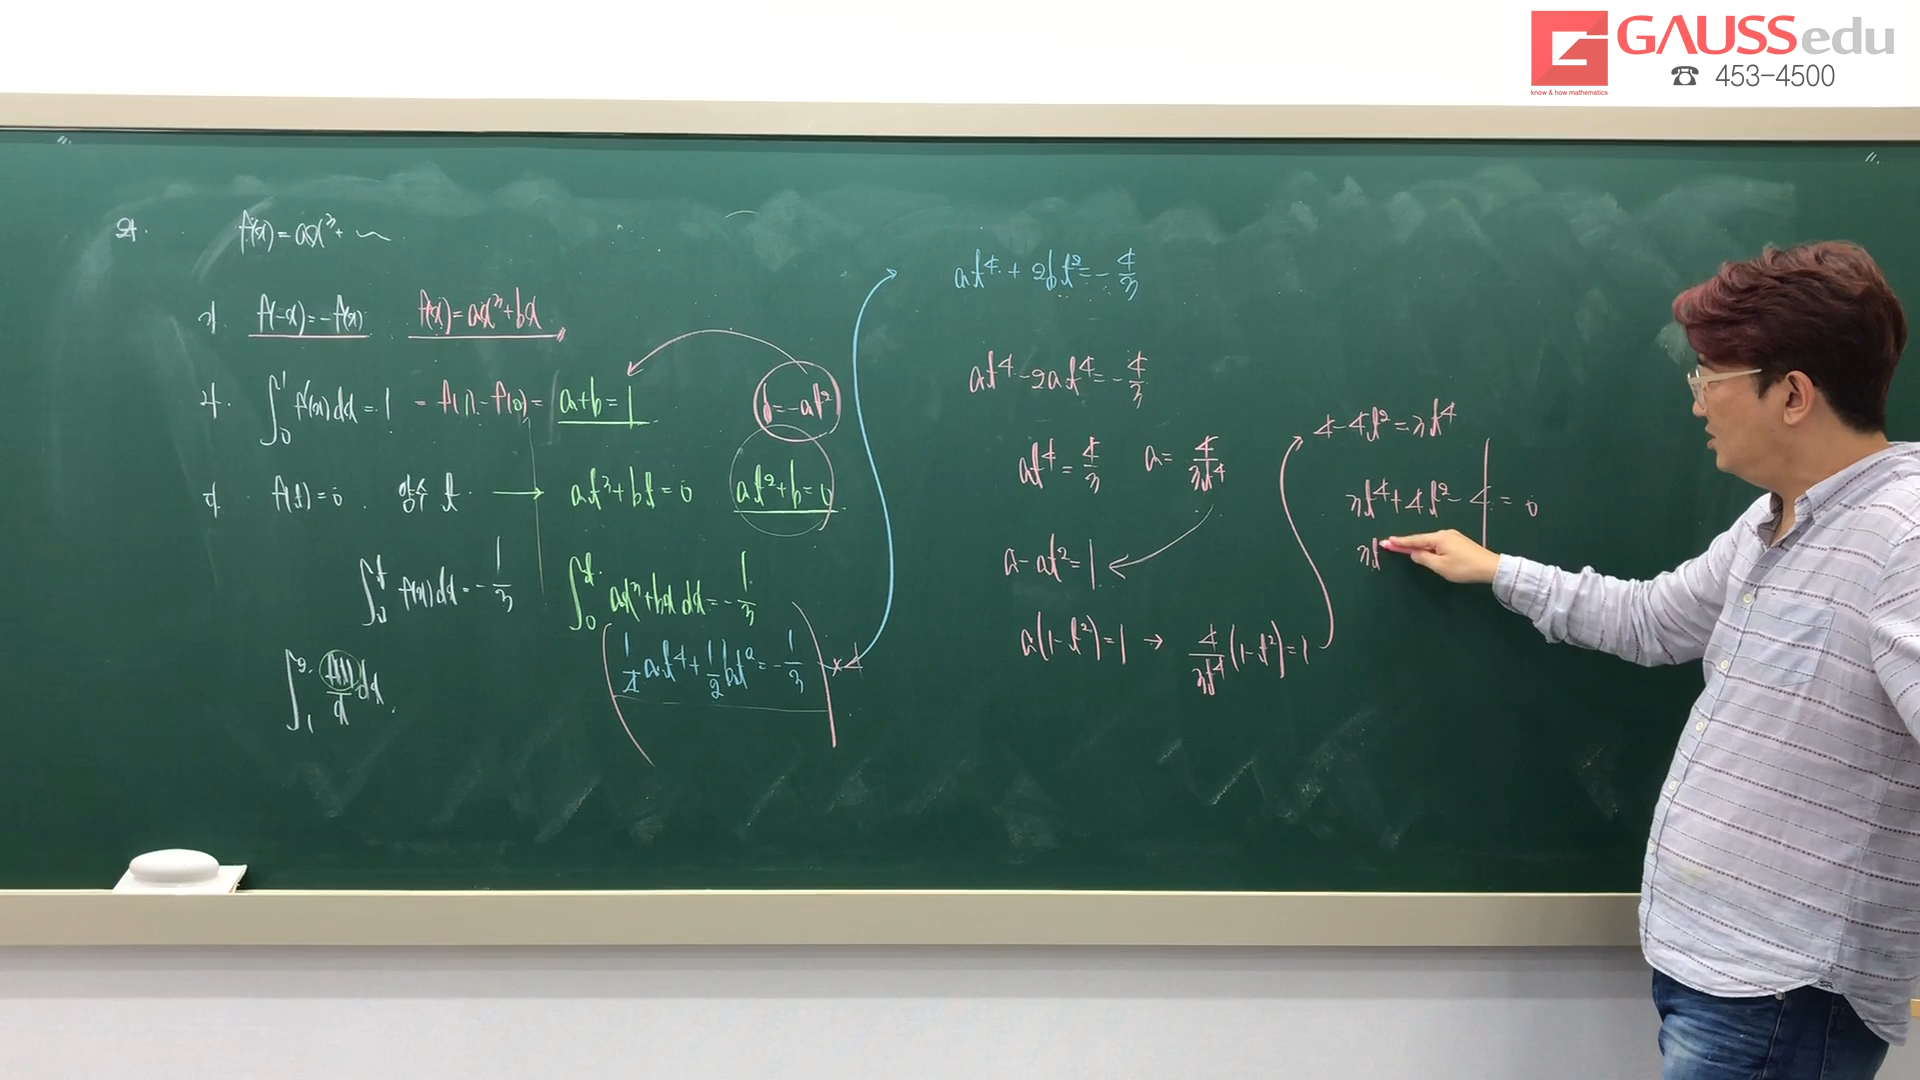 GAUSSedu
☎ 453-4500
know & how mathematics
21.
f(x) = ax³+ ~
가. f(-x) = -f(x) f(x) = ax³+bx
나. ∫₀¹ f'(x)dx = 1 = f(1) - f(0) = a+b = 1
b = -at²
다. f(t) = 0 양수 t → at³+bt = 0 at²+b = 0
∫₀ᵗ f(x)dx = -1/3 ∫₀ᵗ ax³+bx dx = -1/3
1/4 at⁴ + 1/2 bt² = -1/3 ×4
∫₁² f(x)/x dx
at⁴ + 2bt² = -4/3
at⁴ - 2at⁴ = -4/3
at⁴ = 4/3 a = 4/3t⁴
a - at² = 1
a(1-t²) = 1 → 4/3t⁴ (1-t²) = 1
4-4t² = 3t⁴
3t⁴+4t²-4 = 0
3t